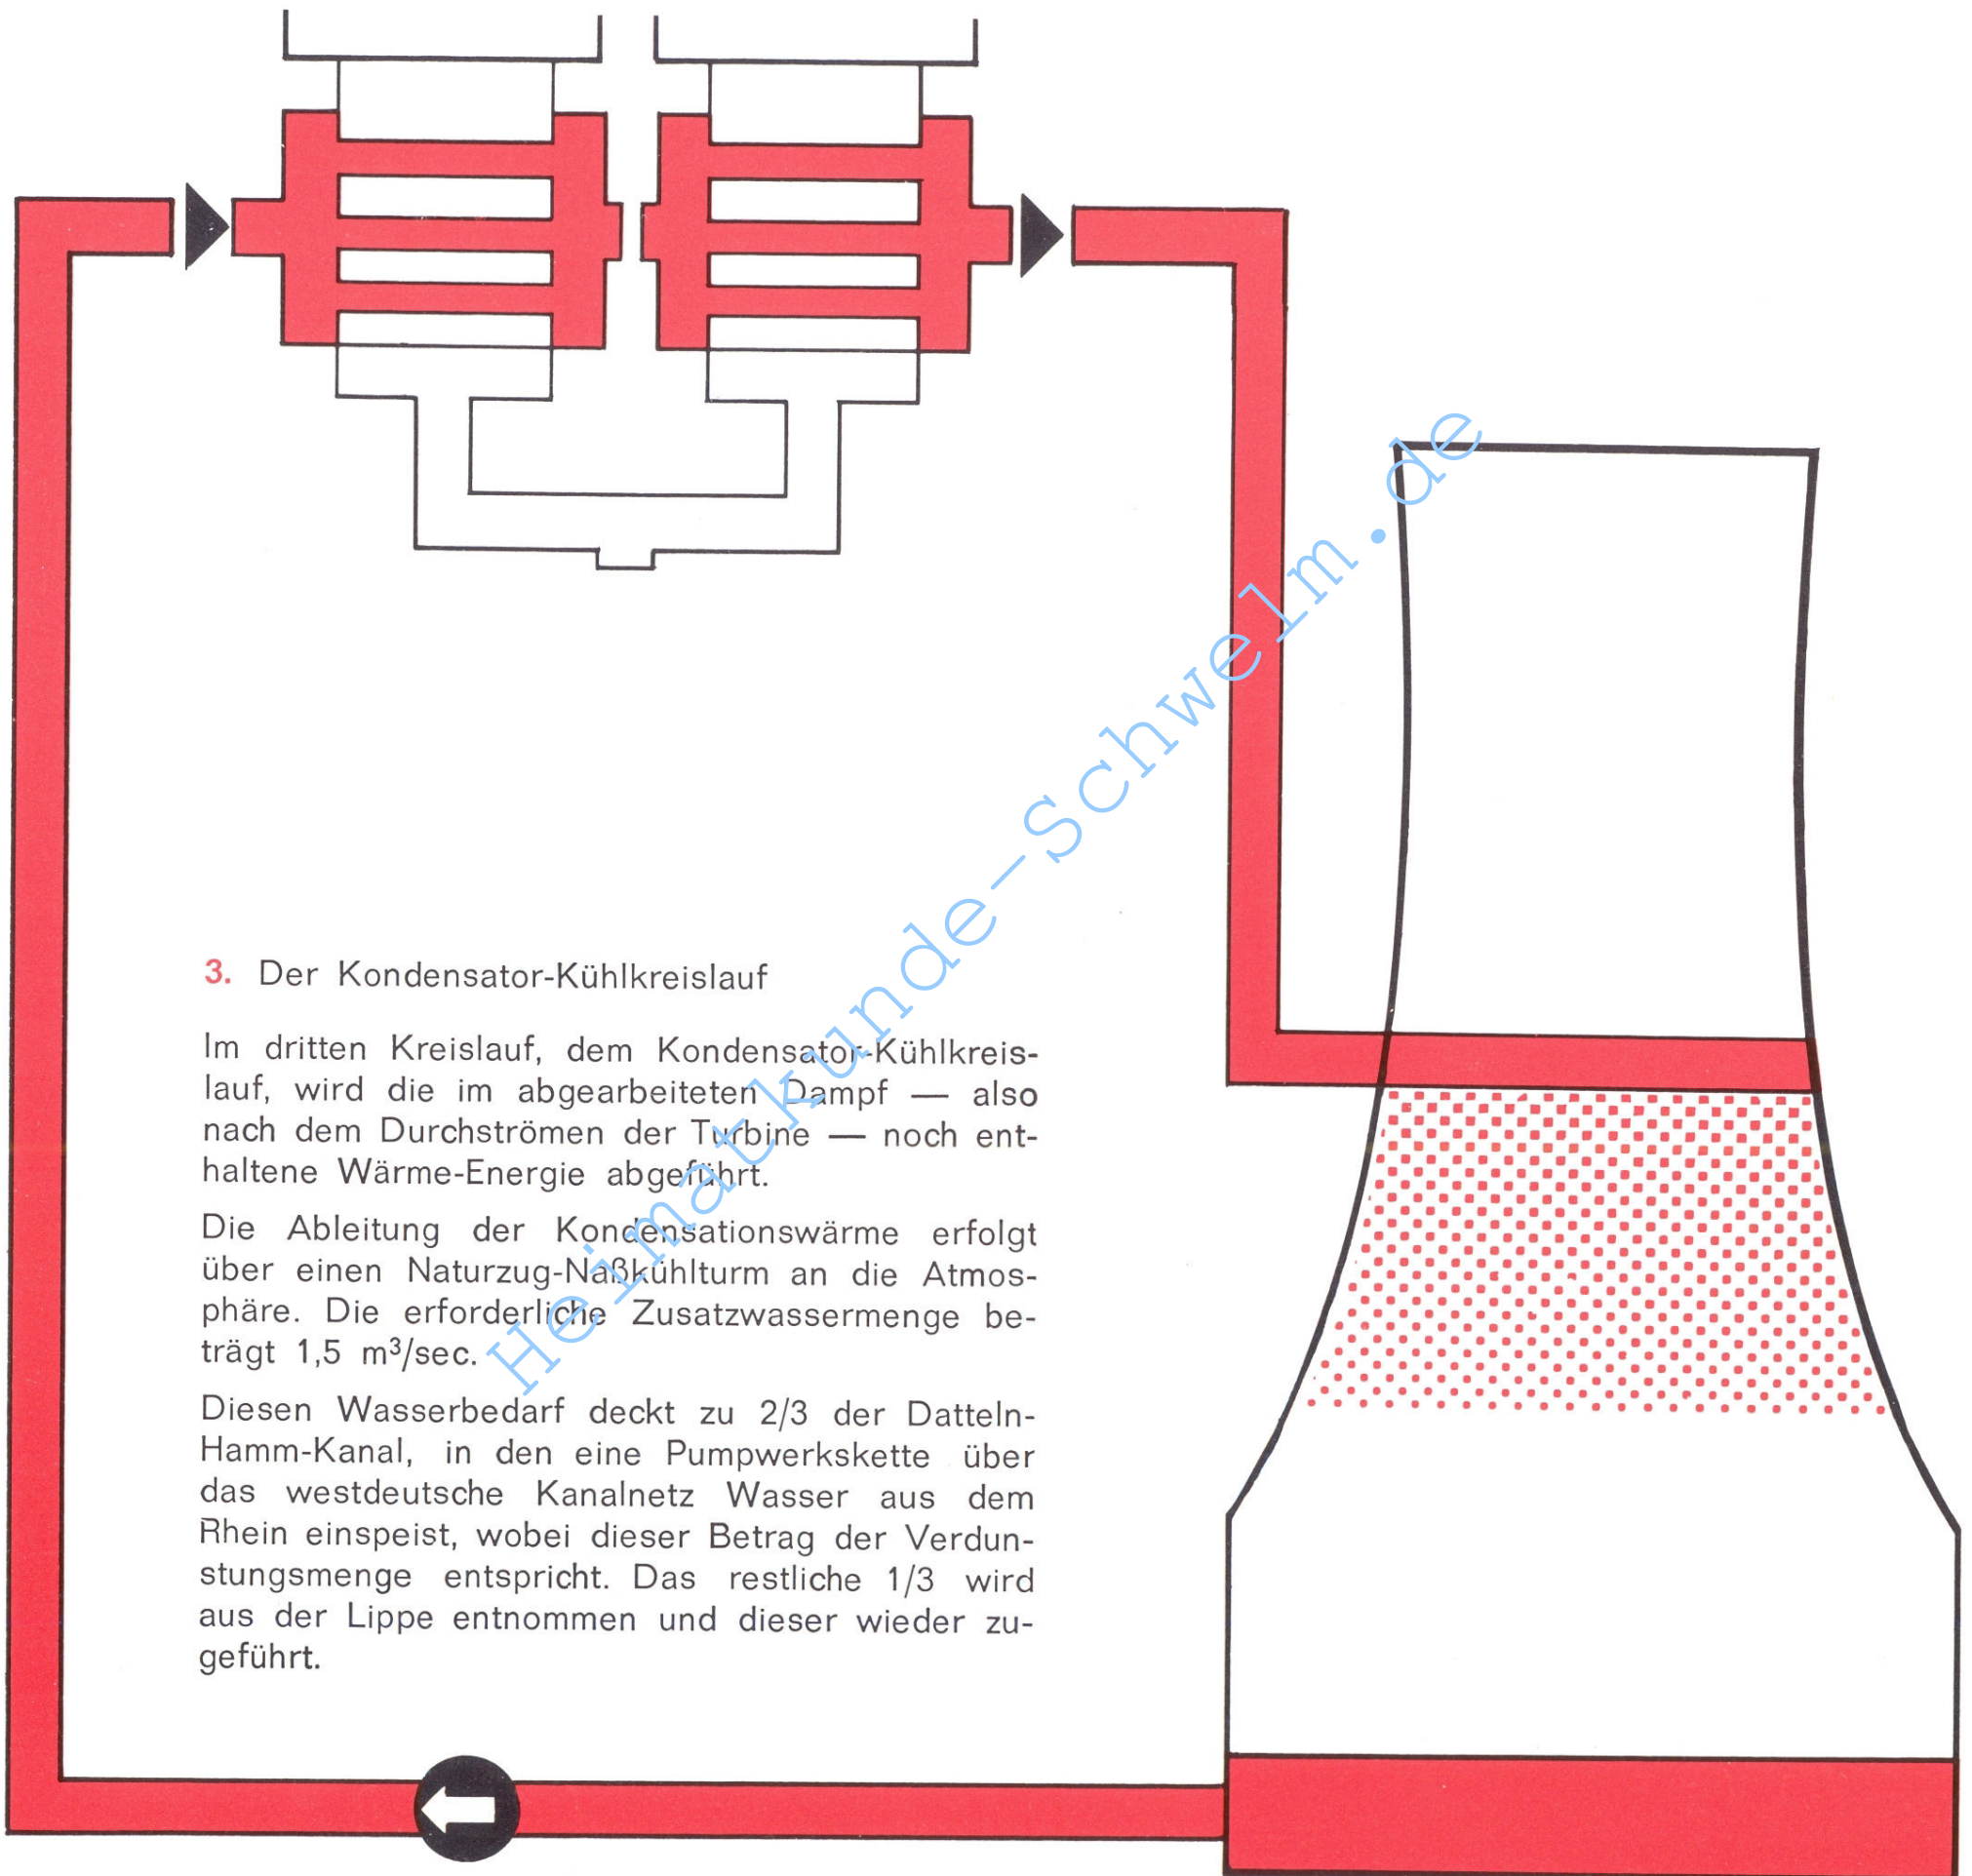 3. Der Kondensator-Kühlkreislauf
Im dritten Kreislauf, dem Kondensator-Kühlkreis-
lauf, wird die im abgearbeiteten Dampf — also
nach dem Durchströmen der Turbine — noch ent-
haltene Wärme-Energie abgeführt.
Die Ableitung der Kondensationswärme erfolgt
über einen Naturzug-Naßkühlturm an die Atmos-
phäre. Die erforderliche Zusatzwassermenge be-
trägt 1,5 m³/sec.
Diesen Wasserbedarf deckt zu 2/3 der Datteln-
Hamm-Kanal, in den eine Pumpwerkskette über
das westdeutsche Kanalnetz Wasser aus dem
Rhein einspeist, wobei dieser Betrag der Verdun-
stungsmenge entspricht. Das restliche 1/3 wird
aus der Lippe entnommen und dieser wieder zu-
geführt.
Heimatkunde-Schwelm.de